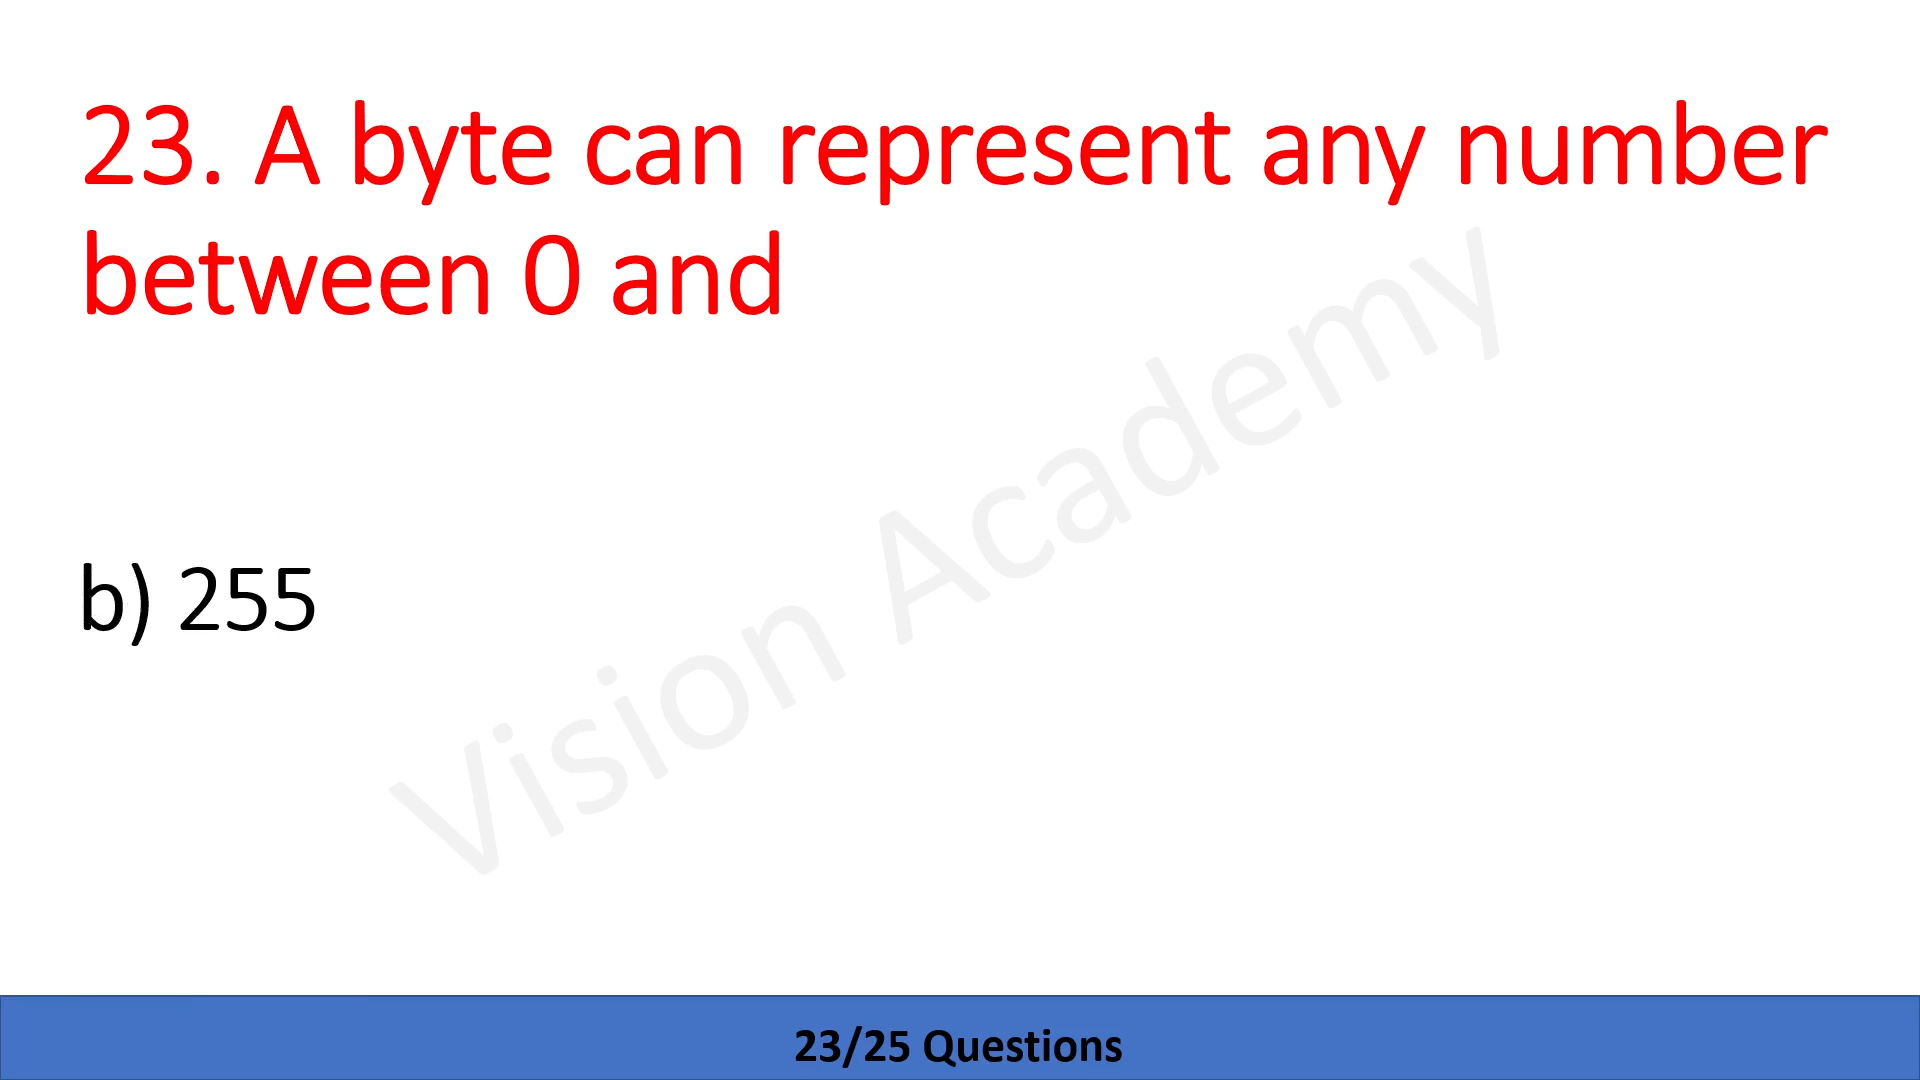 23. A byte can represent any number
between 0 and
b) 255
Vision Academy
23/25 Questions